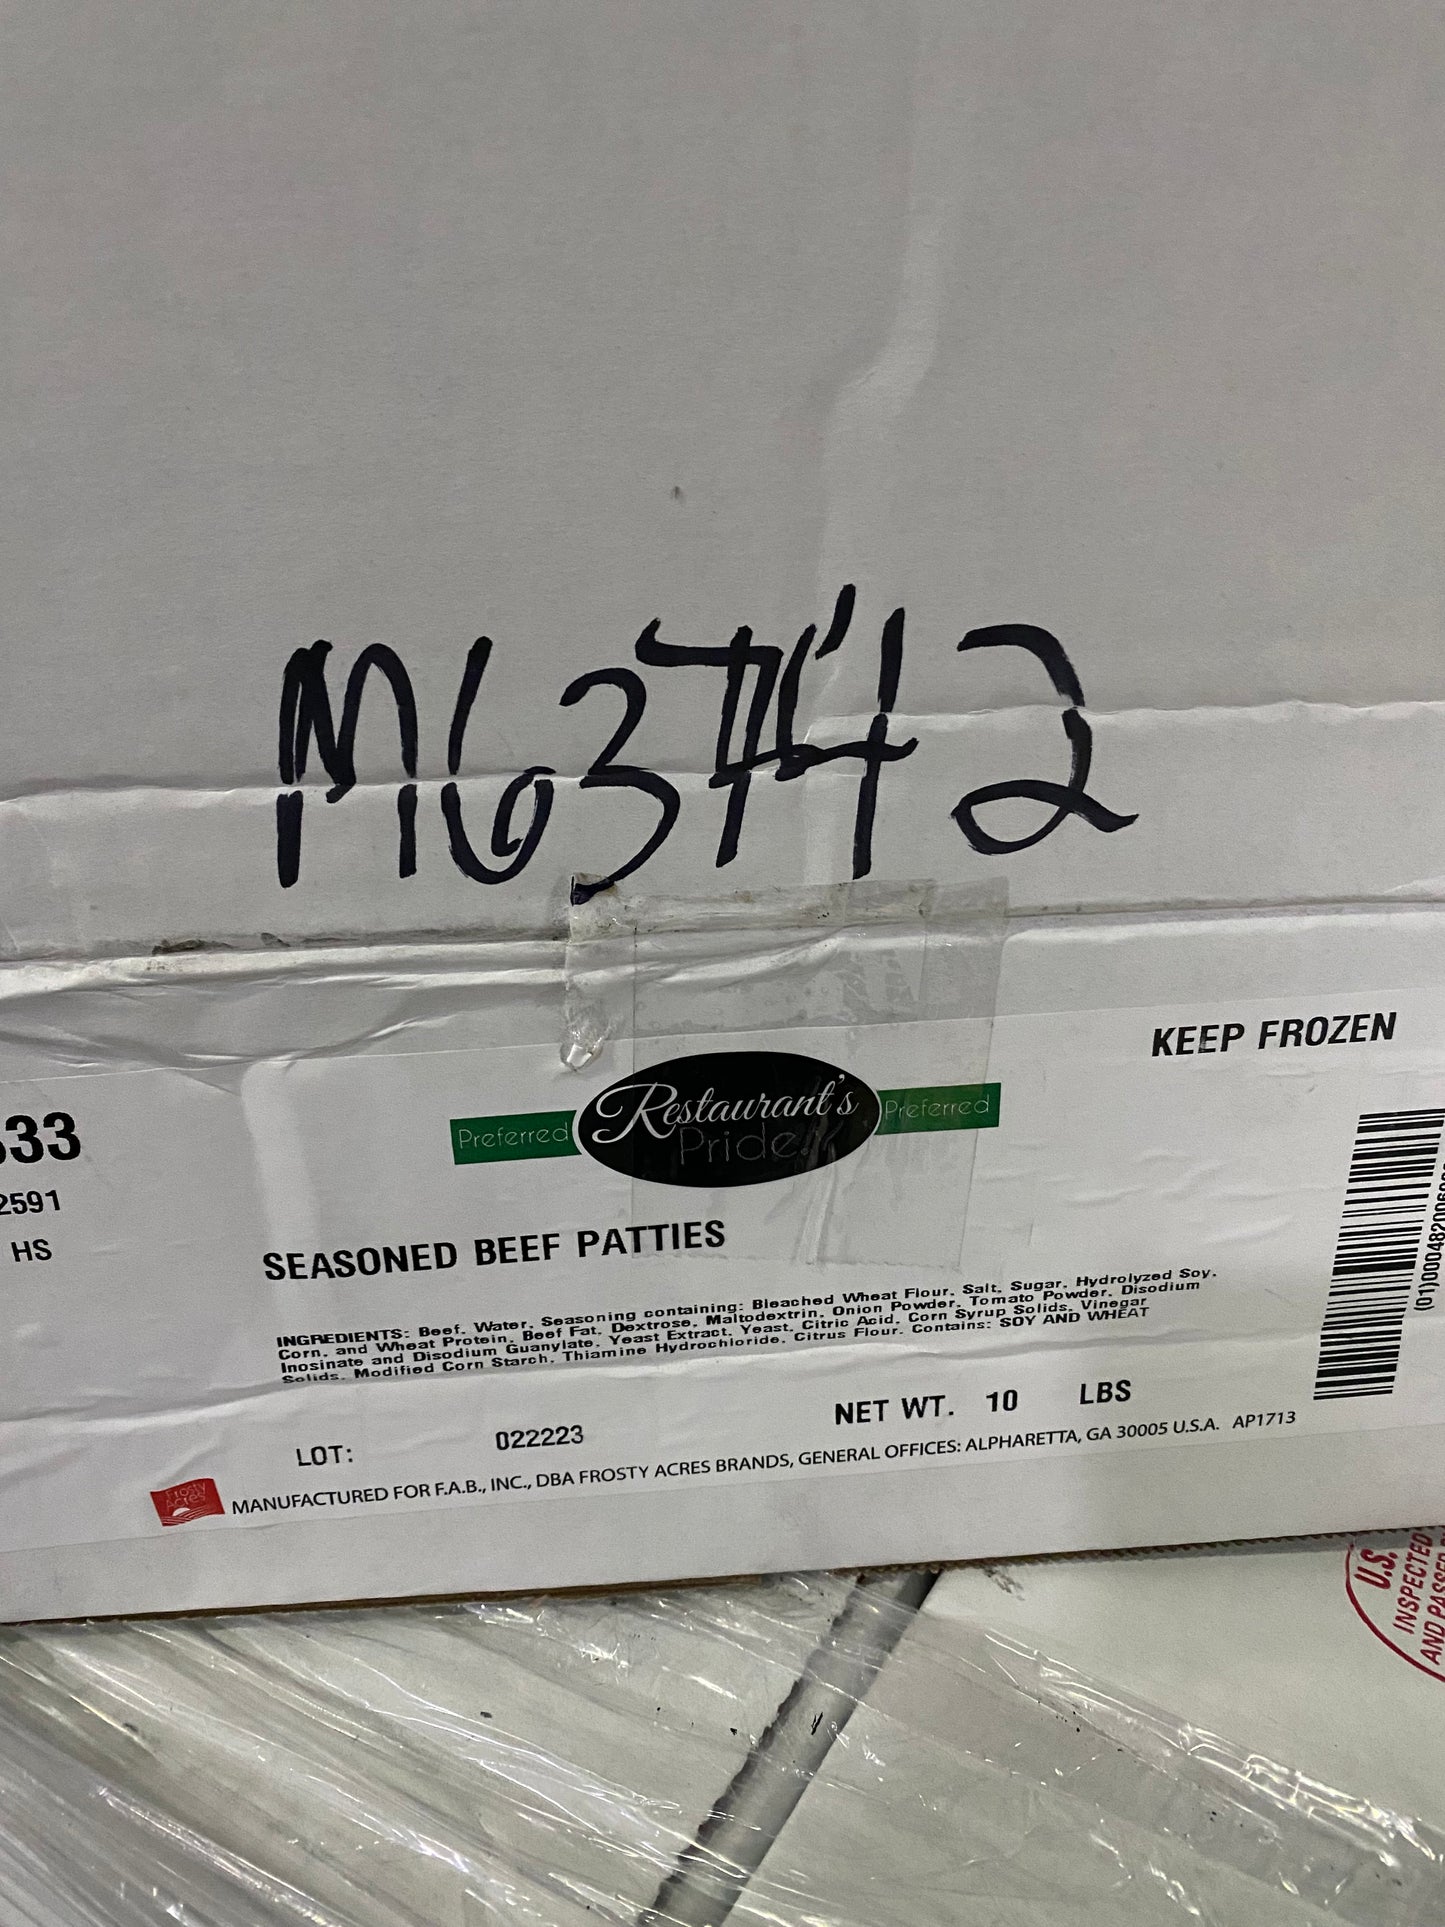 M63742
KEEP FROZEN
Preferred Restaurant's Preferred
Pride
33
2591
HS
SEASONED BEEF PATTIES
INGREDIENTS: Beef, Water, Seasoning containing: Bleached Wheat Flour, Salt, Sugar, Hydrolyzed Soy,
Corn, and Wheat Protein, Beef Fat, Dextrose, Maltodextrin, Onion Powder, Tomato Powder, Disodium
Inosinate and Disodium Guanylate, Yeast Extract, Yeast, Citric Acid, Corn Syrup Solids, Vinegar
Solids, Modified Corn Starch, Thiamine Hydrochloride, Citrus Flour. Contains: SOY AND WHEAT
NET WT. 10 LBS
LOT: 022223
Frosty
Acres
MANUFACTURED FOR F.A.B., INC., DBA FROSTY ACRES BRANDS, GENERAL OFFICES: ALPHARETTA, GA 30005 U.S.A. AP1713
U.S.
INSPECTED
AND